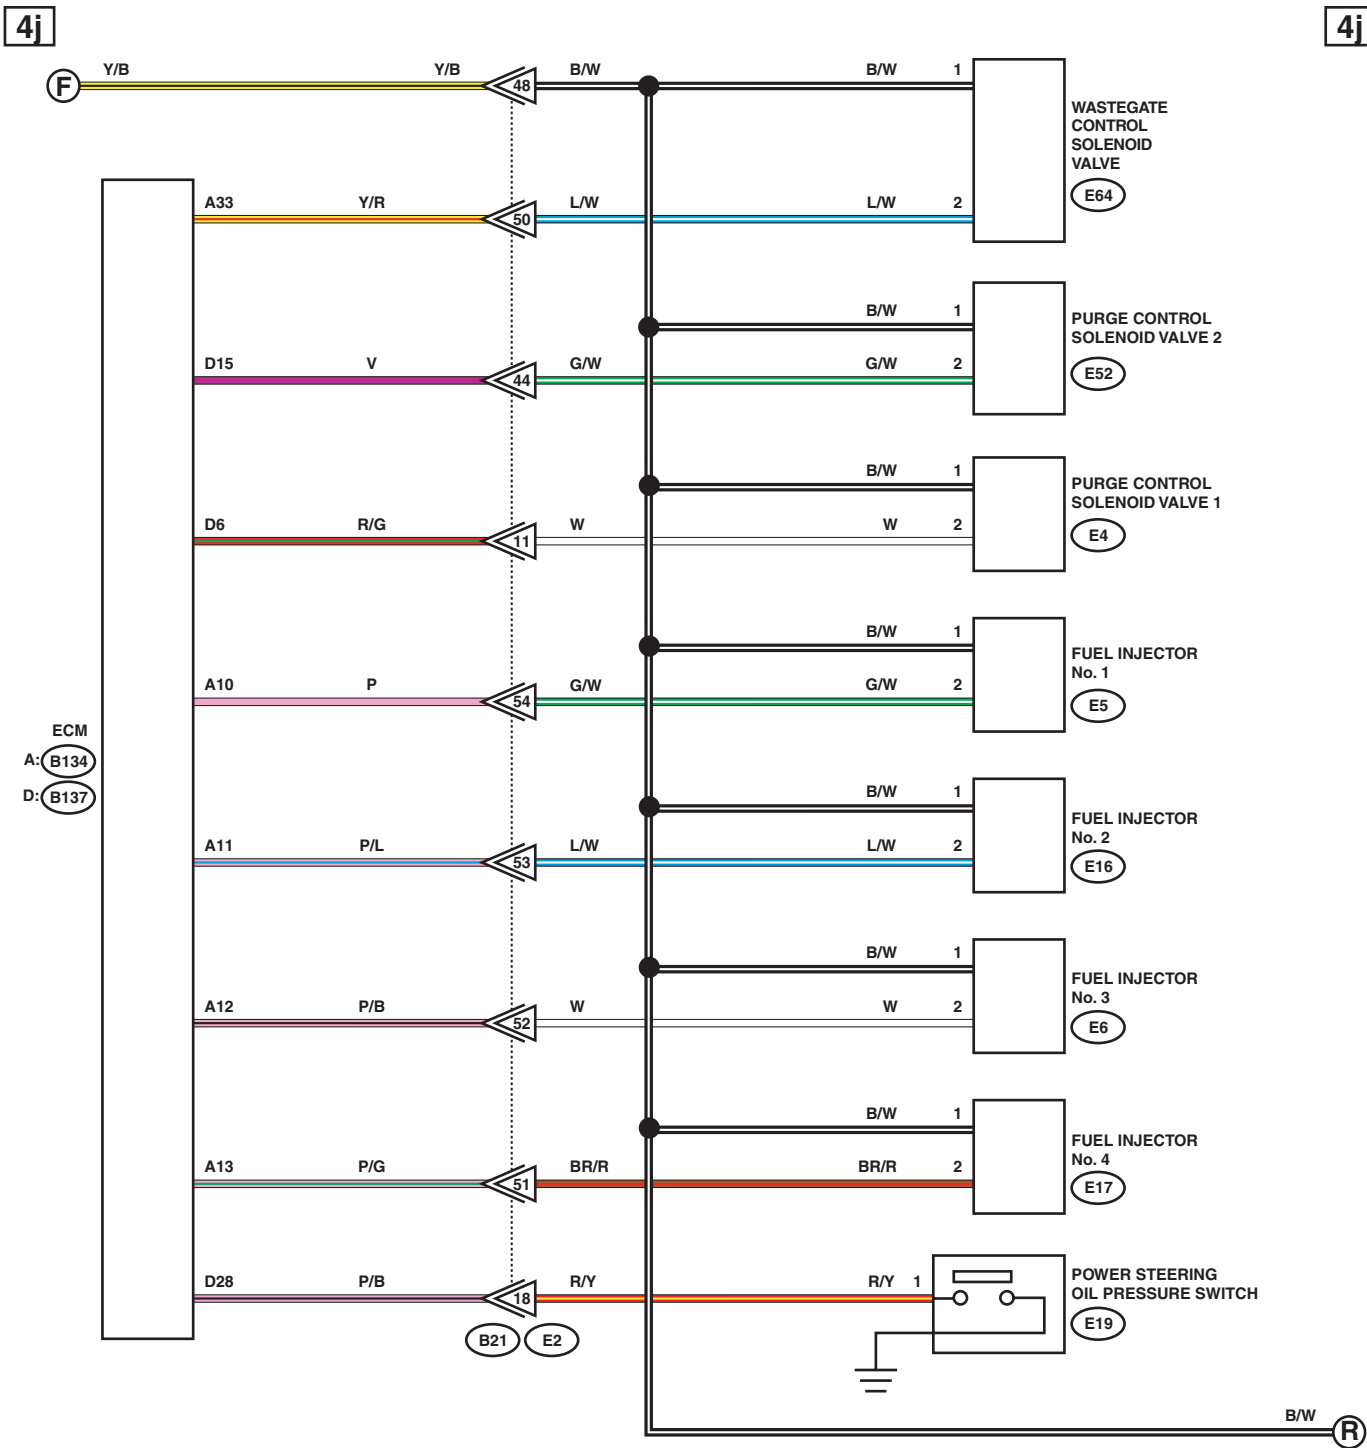 4j 4j
F Y/B Y/B 48 B/W B/W 1
WASTEGATE
CONTROL
SOLENOID
VALVE
E64
A33 Y/R 50 L/W L/W 2
B/W 1
PURGE CONTROL
SOLENOID VALVE 2
E52
D15 V 44 G/W G/W 2
B/W 1
PURGE CONTROL
SOLENOID VALVE 1
E4
D6 R/G 11 W W 2
B/W 1
FUEL INJECTOR
No. 1
E5
A10 P 54 G/W G/W 2
ECM
A: B134
D: B137
B/W 1
FUEL INJECTOR
No. 2
E16
A11 P/L 53 L/W L/W 2
B/W 1
FUEL INJECTOR
No. 3
E6
A12 P/B 52 W W 2
B/W 1
FUEL INJECTOR
No. 4
E17
A13 P/G 51 BR/R BR/R 2
D28 P/B 18 R/Y R/Y 1
POWER STEERING
OIL PRESSURE SWITCH
E19
B21 E2
B/W R